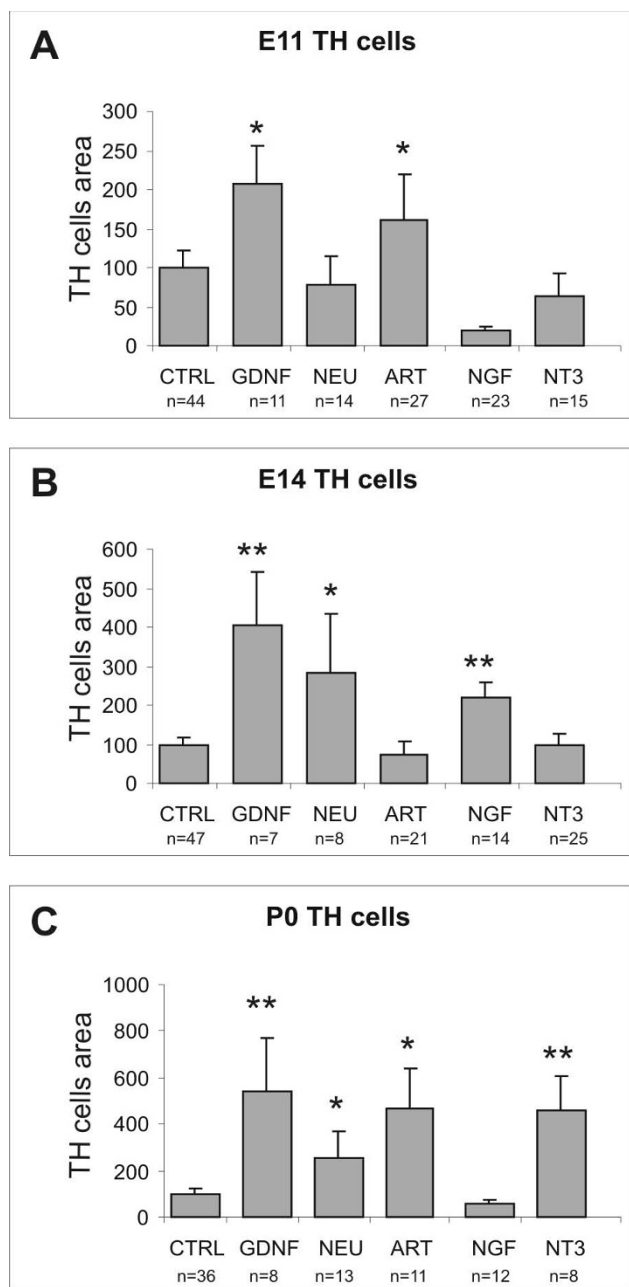 A
E11 TH cells
TH cells area
300
250
200
150
100
50
0
*
*
CTRL GDNF NEU ART NGF NT3
n=44 n=11 n=14 n=27 n=23 n=15
B
E14 TH cells
TH cells area
600
500
400
300
200
100
0
**
*
**
CTRL GDNF NEU ART NGF NT3
n=47 n=7 n=8 n=21 n=14 n=25
C
P0 TH cells
TH cells area
1000
800
600
400
200
0
**
*
*
**
CTRL GDNF NEU ART NGF NT3
n=36 n=8 n=13 n=11 n=12 n=8